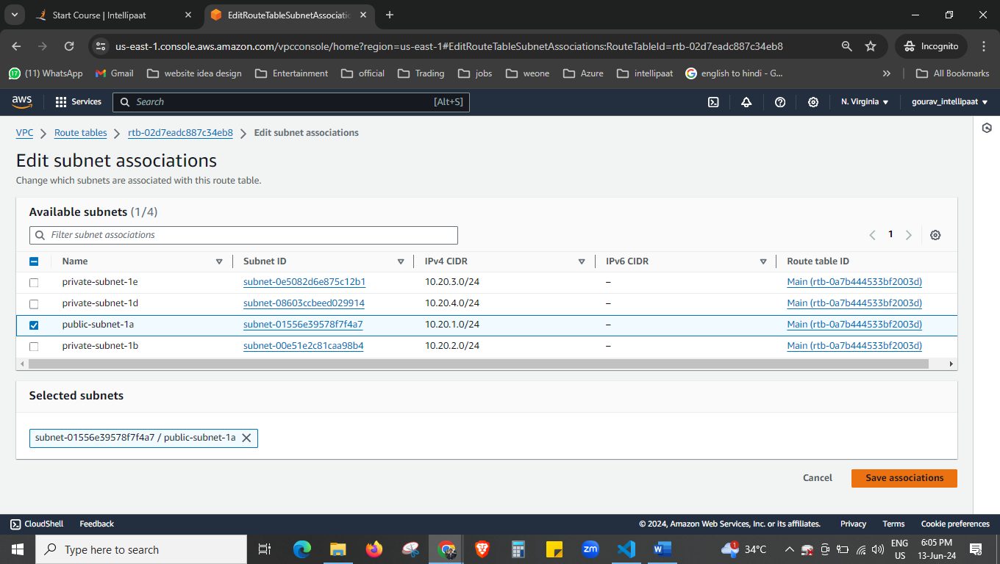 Start Course | Intellipaat
EditRouteTableSubnetAssociatio
us-east-1.console.aws.amazon.com/vpcconsole/home?region=us-east-1#EditRouteTableSubnetAssociations:RouteTableId=rtb-02d7eadc887c34eb8
Incognito
17 (11) WhatsApp
Gmail
website idea design
Entertainment
official
Trading
jobs
weone
Azure
intellipaat
english to hindi - G...
All Bookmarks
aws
Services
Search
[Alt+S]
N. Virginia
gourav_intellipaat
VPC
Route tables
rtb-02d7eadc887c34eb8
Edit subnet associations
Edit subnet associations
Change which subnets are associated with this route table.
Available subnets (1/4)
Filter subnet associations
1
Name Subnet ID IPv4 CIDR IPv6 CIDR Route table ID
private-subnet-1e subnet-0e5082d6e875c12b1 10.20.3.0/24 – Main (rtb-0a7b444533bf2003d)
private-subnet-1d subnet-08603ccbeed029914 10.20.4.0/24 – Main (rtb-0a7b444533bf2003d)
public-subnet-1a subnet-01556e39578f7f4a7 10.20.1.0/24 – Main (rtb-0a7b444533bf2003d)
private-subnet-1b subnet-00e51e2c81caa98b4 10.20.2.0/24 – Main (rtb-0a7b444533bf2003d)
Selected subnets
subnet-01556e39578f7f4a7 / public-subnet-1a
Cancel
Save associations
CloudShell
Feedback
© 2024, Amazon Web Services, Inc. or its affiliates.
Privacy
Terms
Cookie preferences
Type here to search
zm
1
34°C
ENG
US
6:05 PM
13-Jun-24